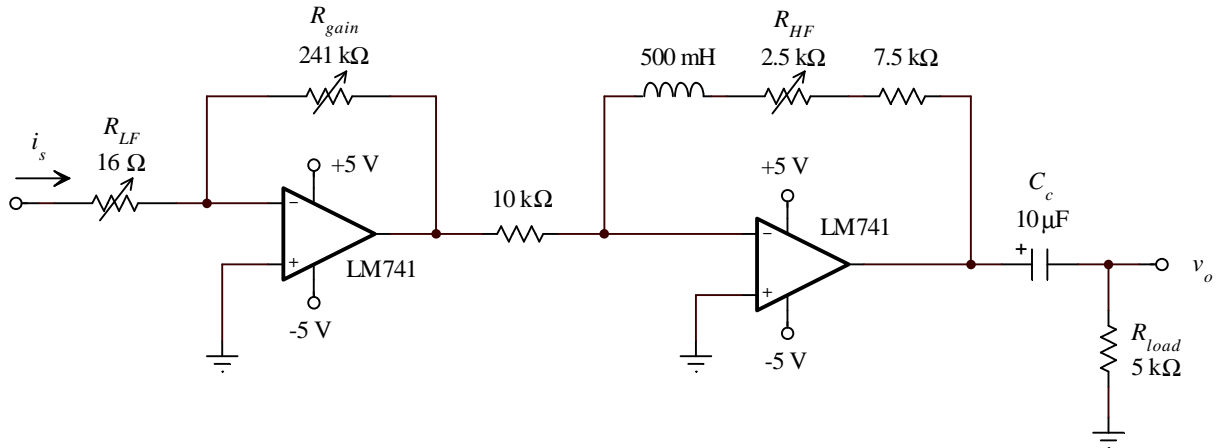 R_gain
241 kΩ
R_LF
16 Ω
i_s
−
+
+5 V
LM741
-5 V
10 kΩ
500 mH
R_HF
2.5 kΩ
7.5 kΩ
−
+
+5 V
LM741
-5 V
C_c
10 µF
+
v_o
R_load
5 kΩ